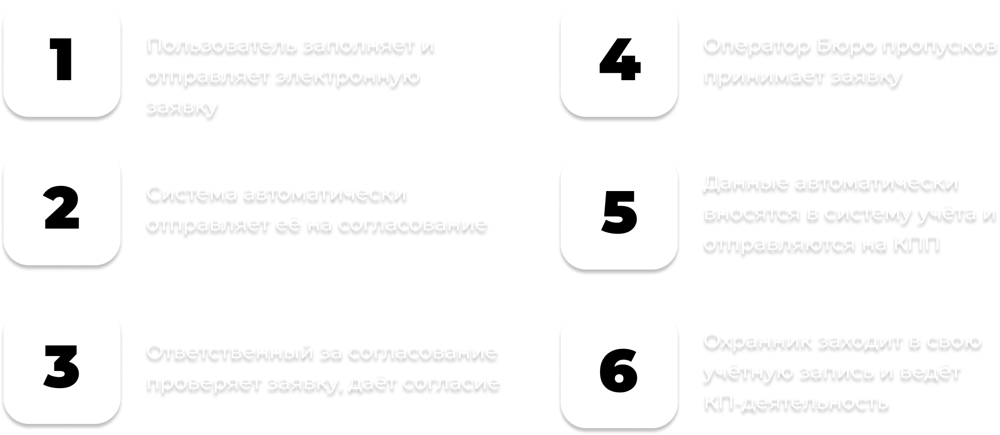 1
Пользователь заполняет и
отправляет электронную
заявку
2
Система автоматически
отправляет её на согласование
3
Ответственный за согласование
проверяет заявку, даёт согласие
4
Оператор Бюро пропусков
принимает заявку
5
Данные автоматически
вносятся в систему учёта и
отправляются на КПП
6
Охранник заходит в свою
учётную запись и ведёт
КП-деятельность